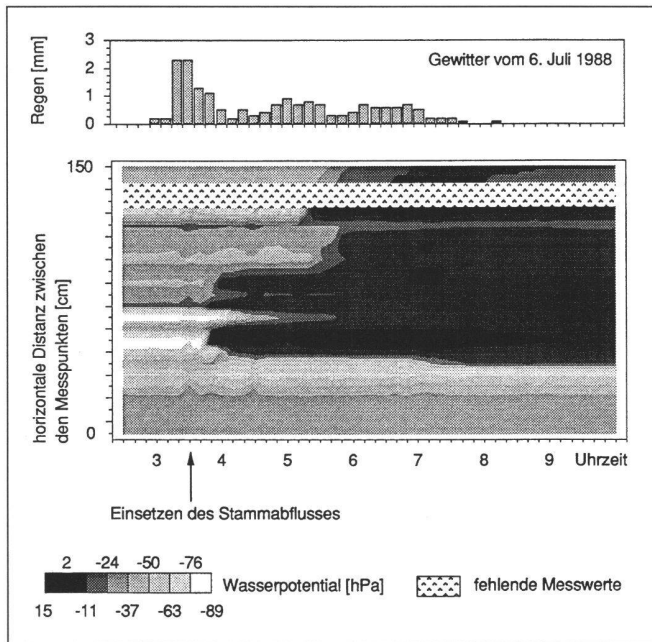 Regen [mm]
3
2
1
0
Gewitter vom 6. Juli 1988
horizontale Distanz zwischen
den Messpunkten [cm]
150
0
3 4 5 6 7 8 9 Uhrzeit
Einsetzen des Stammabflusses
2 -24 -50 -76
15 -11 -37 -63 -89
Wasserpotential [hPa]
fehlende Messwerte